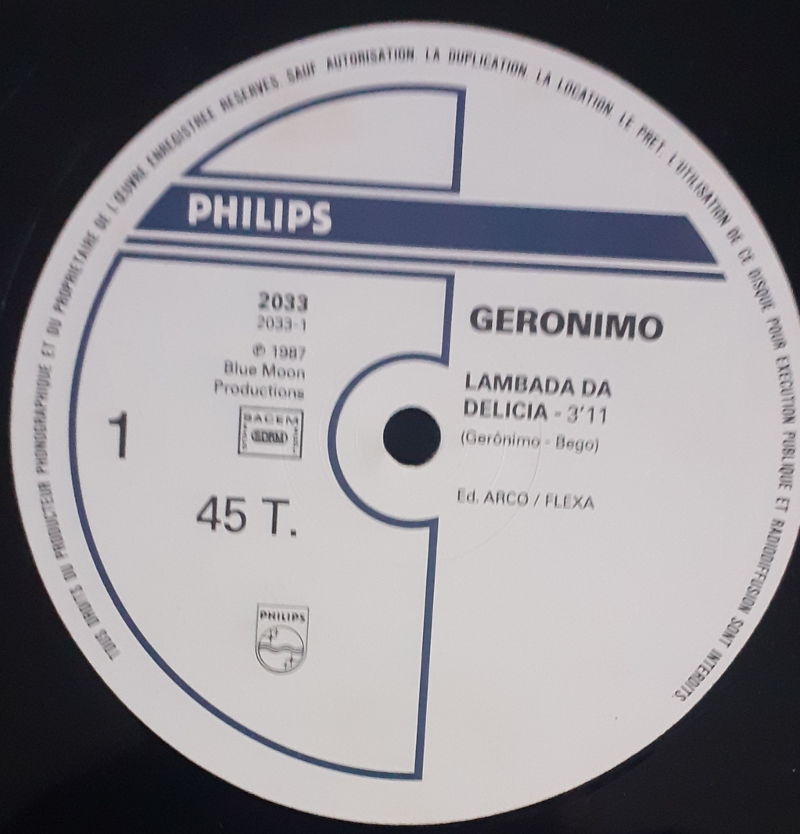 TOUS DROITS DU PRODUCTEUR PHONOGRAPHIQUE ET DU PROPRIETAIRE DE L'ŒUVRE ENREGISTREE RESERVES. SAUF AUTORISATION LA DUPLICATION. LA LOCATION. LE PRET. L'UTILISATION DE CE DISQUE POUR EXECUTION PUBLIQUE ET RADIODIFFUSION SONT INTERDITS.
PHILIPS
2033
2033-1
℗ 1987
Blue Moon
Productions
SACEM
SDRM
1
45 T.
PHILIPS
GERONIMO
LAMBADA DA
DELICIA - 3'11
(Gerônimo - Bego)
Ed. ARCO / FLEXA